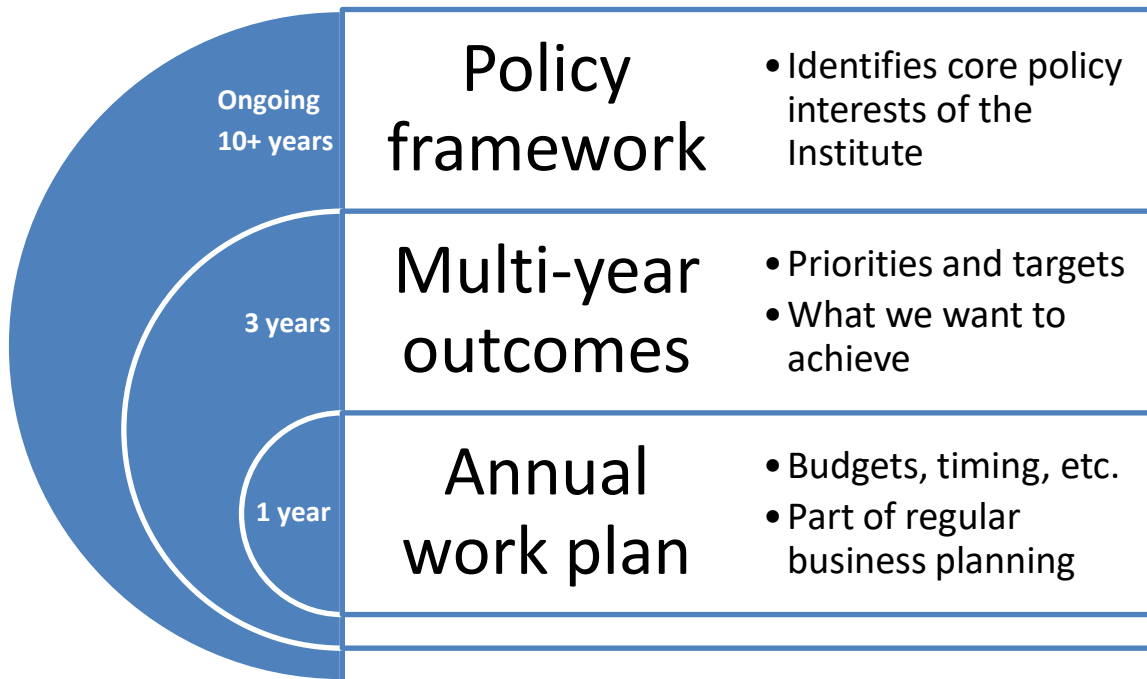 Ongoing
10+ years
Policy
framework
• Identifies core policy
interests of the
Institute
3 years
Multi-year
outcomes
• Priorities and targets
• What we want to
achieve
1 year
Annual
work plan
• Budgets, timing, etc.
• Part of regular
business planning